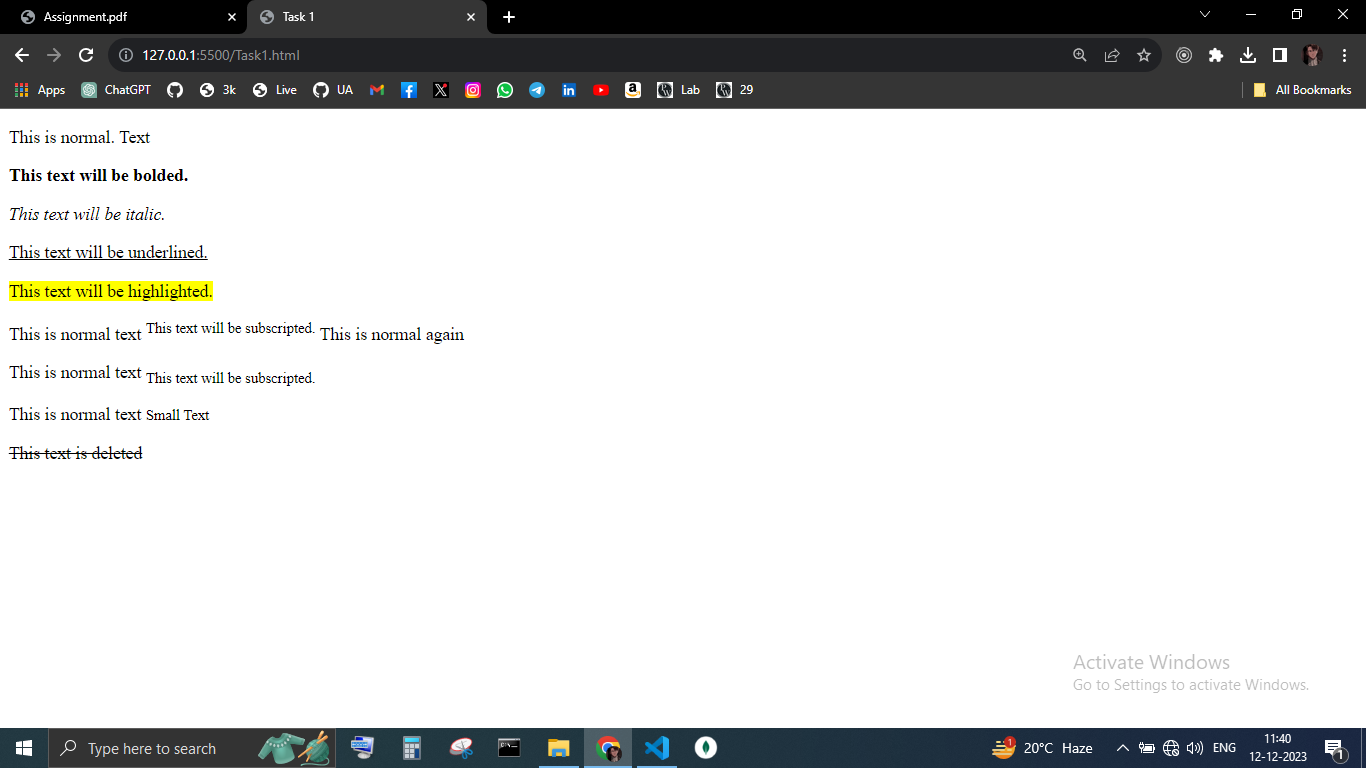 Assignment.pdf
Task 1
127.0.0.1:5500/Task1.html
Apps ChatGPT 3k Live UA Lab 29 All Bookmarks
This is normal. Text
This text will be bolded.
This text will be italic.
This text will be underlined.
This text will be highlighted.
This is normal text This text will be subscripted. This is normal again
This is normal text This text will be subscripted.
This is normal text Small Text
This text is deleted
Activate Windows
Go to Settings to activate Windows.
Type here to search
1
20°C Haze
ENG
11:40
12-12-2023
1